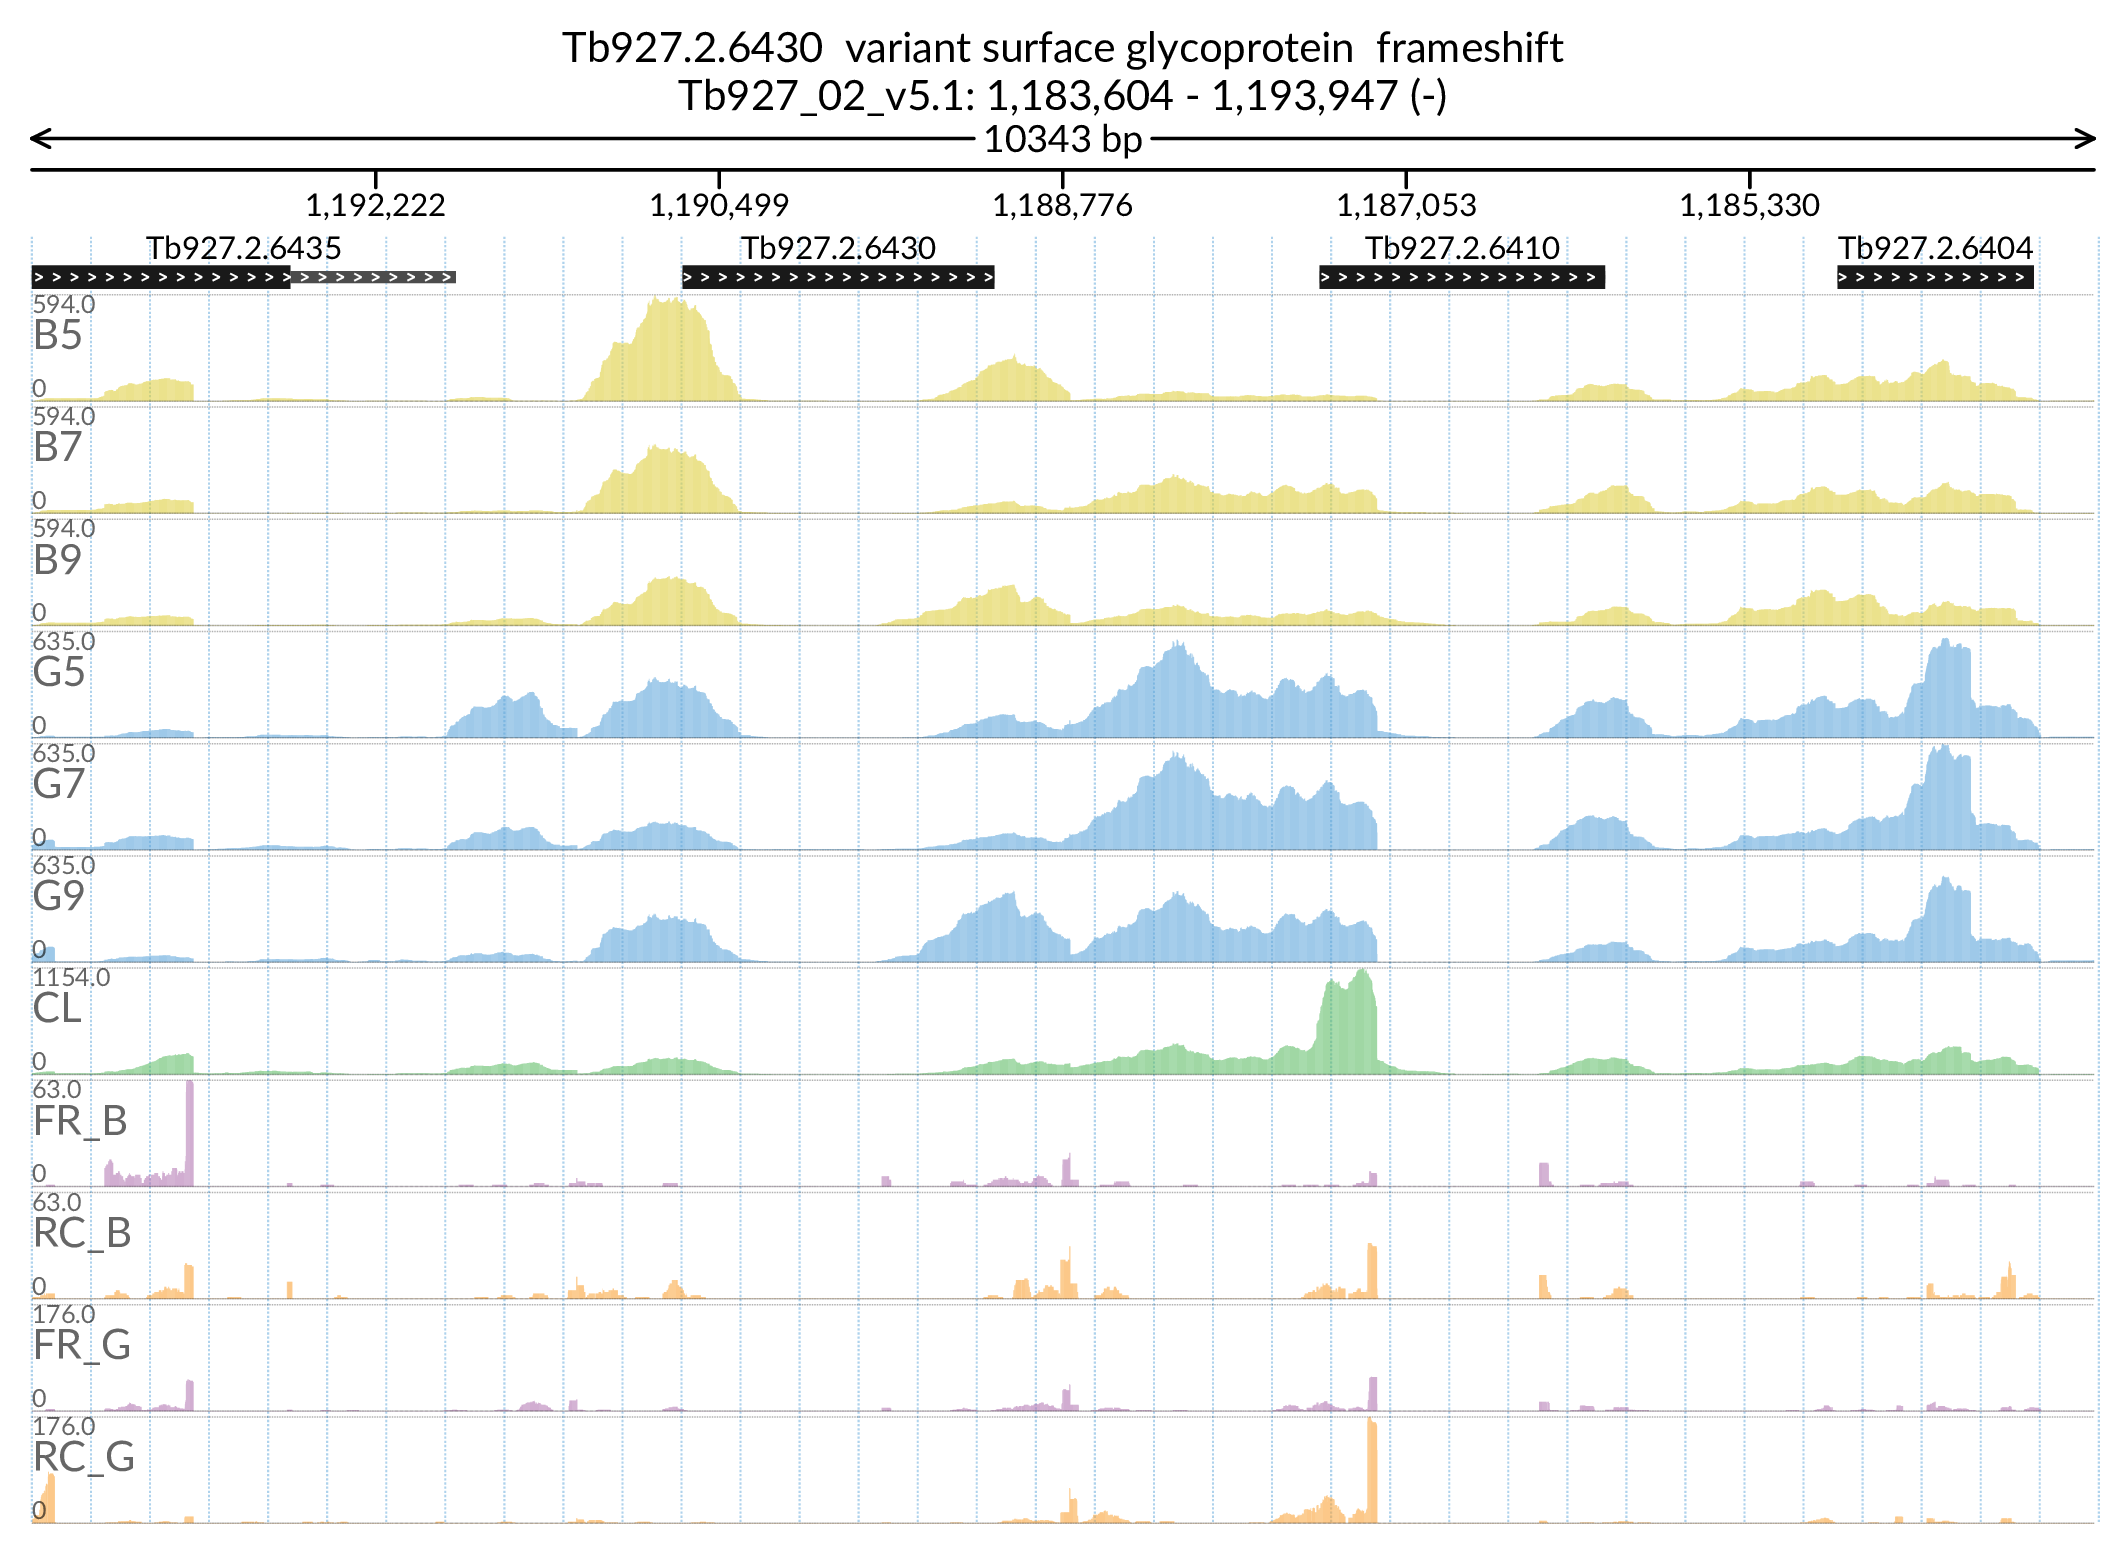 Tb927.2.6430  variant surface glycoprotein  frameshift
Tb927_02_v5.1: 1,183,604 - 1,193,947 (-)
10343 bp
1,192,222 1,190,499 1,188,776 1,187,053 1,185,330
Tb927.2.6435 Tb927.2.6430 Tb927.2.6410 Tb927.2.6404
594.0
B5
0
594.0
B7
0
594.0
B9
0
635.0
G5
0
635.0
G7
0
635.0
G9
0
1154.0
CL
0
63.0
FR_B
0
63.0
RC_B
0
176.0
FR_G
0
176.0
RC_G
0